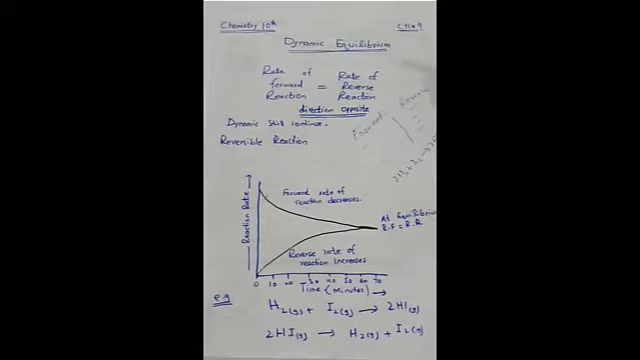 Chemistry 10th
Ch#9
Dynamic Equilibrium
Rate of forward Reaction = Rate of Reverse Reaction
direction opposite
Dynamic still continue.
Reversible Reaction
Forward
Forward rate of
reaction decreases.
At Equilibrium
R.F = R.R
Reverse rate of
reaction increases
Reaction Rate
0 10 20 30 40 50 60 70
Time (minutes)
e.g
H2(g) + I2(g) → 2HI(g)
2HI(g) → H2(g) + I2(g)